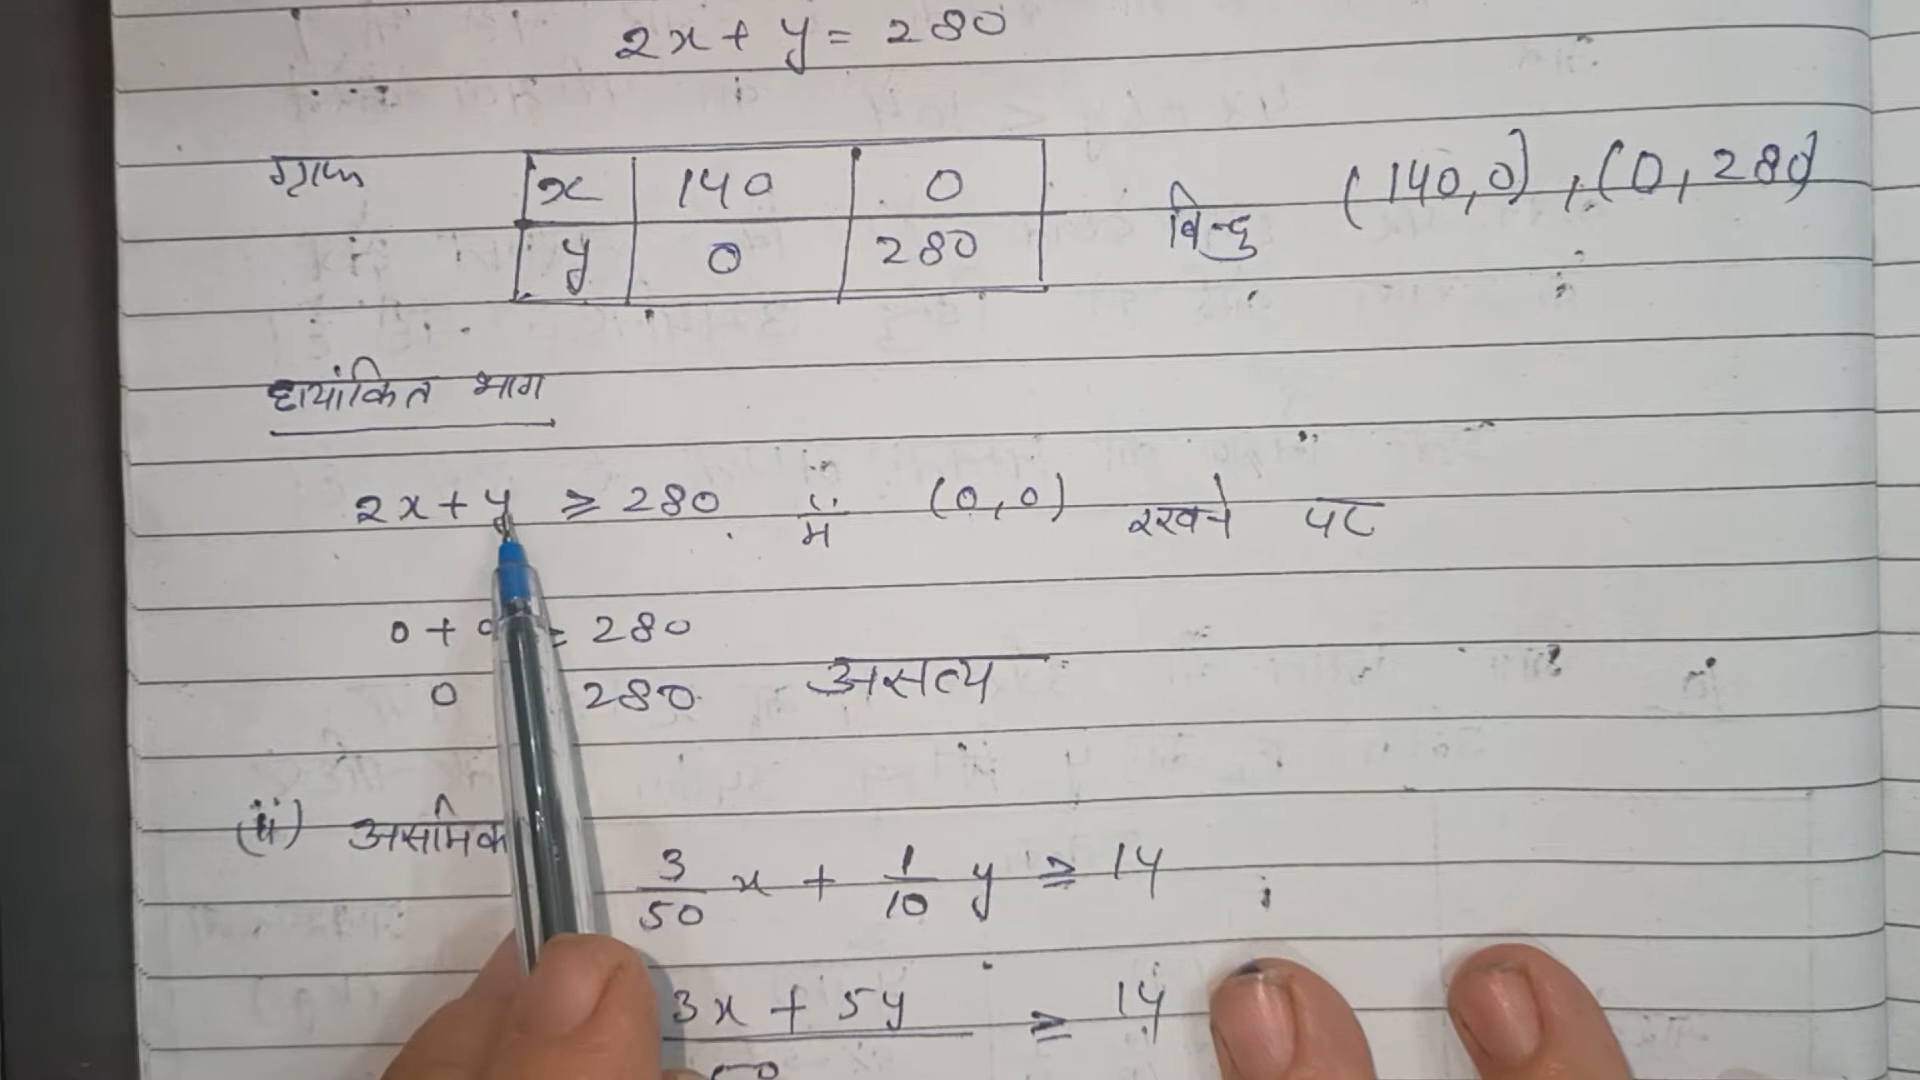 2x + y = 280
ग्राफ x 140 0 बिन्दु (140,0), (0, 280)
y 0 280
छायांकित भाग
2x + y ≥ 280 में (0,0) रखने पर
0 + 280
0 280 असत्य
(ii) असमिक 3/50 x + 1/10 y ≥ 14
3x + 5y ≥ 14